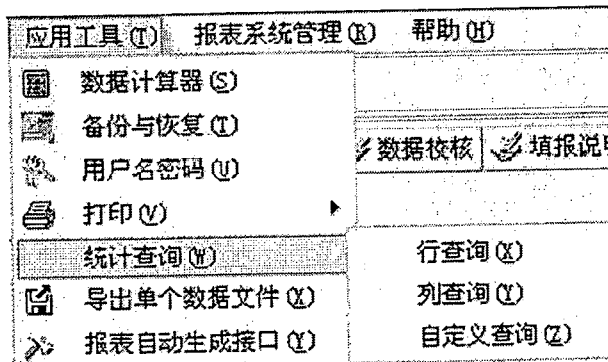 应用工具(T) 报表系统管理(R) 帮助(H)
数据计算器(S)
备份与恢复(T)
数据校核 填报说明
用户名密码(U)
打印(V)
统计查询(W) 行查询(X)
导出单个数据文件(X) 列查询(Y)
报表自动生成接口(Y) 自定义查询(Z)